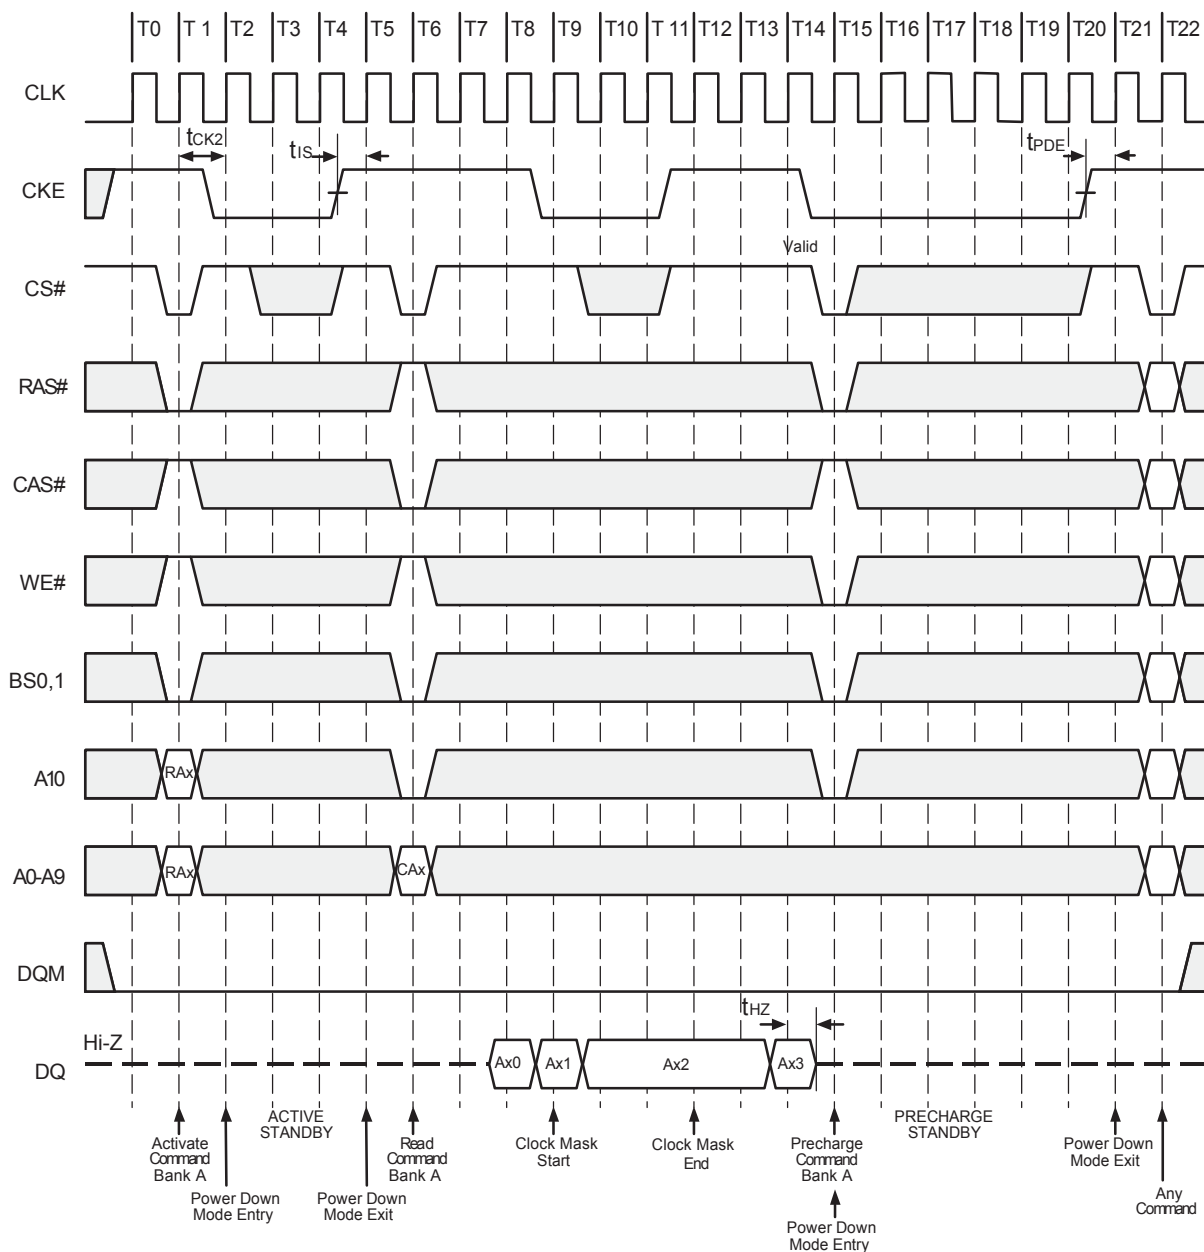 T0 T 1 T2 T3 T4 T5 T6 T7 T8 T9 T10 T 11 T12 T13 T14 T15 T16 T17 T18 T19 T20 T21 T22
CLK
tCK2
tIS
tPDE
CKE
Valid
CS#
RAS#
CAS#
WE#
BS0,1
A10
RAx
A0-A9
RAx
CAx
DQM
tHZ
Hi-Z
DQ
Ax0
Ax1
Ax2
Ax3
Activate
Command
Bank A
Power Down
Mode Entry
ACTIVE
STANDBY
Power Down
Mode Exit
Read
Command
Bank A
Clock Mask
Start
Clock Mask
End
Precharge
Command
Bank A
Power Down
Mode Entry
PRECHARGE
STANDBY
Power Down
Mode Exit
Any
Command